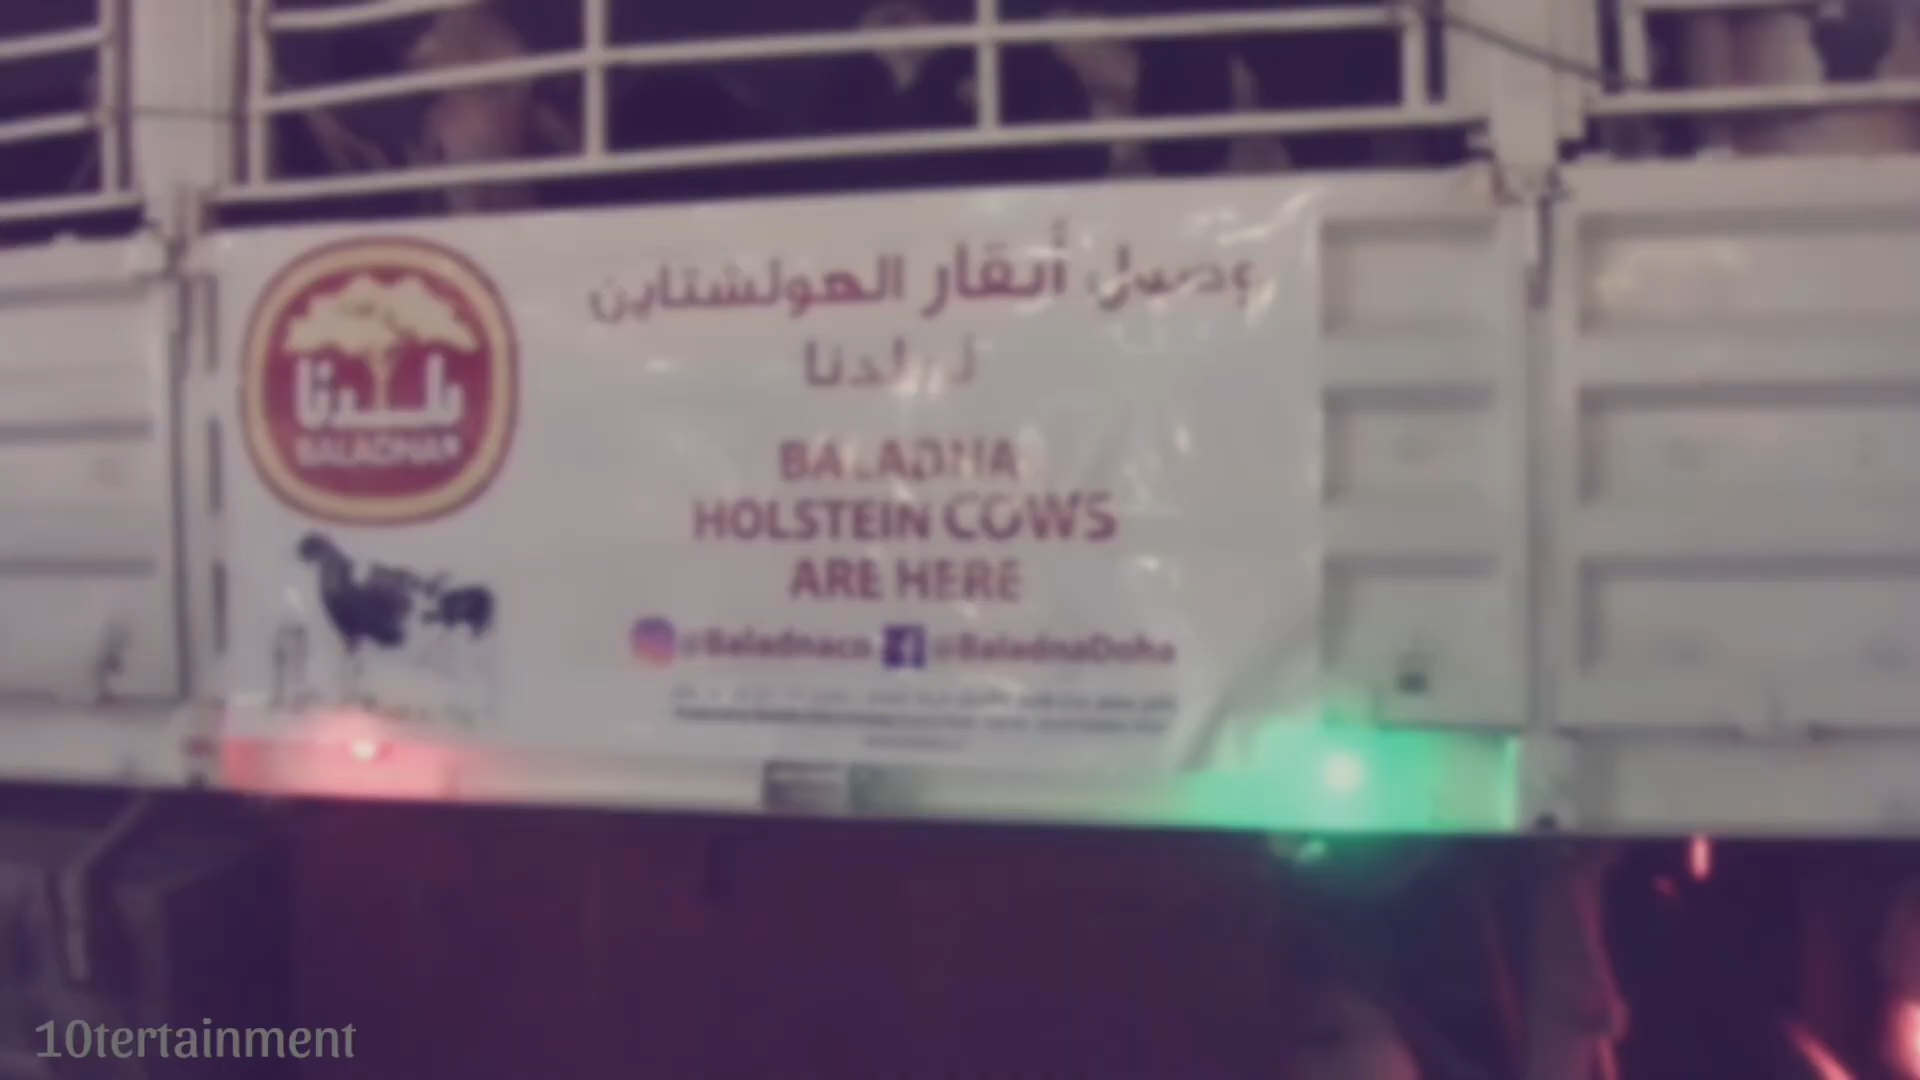 وصول أبقار الهولشتاين
لبلدنا
بلدنا
BALADNA
BALADNA
HOLSTEIN COWS
ARE HERE
@Baladnaco @BaladnaDoha
10tertainment